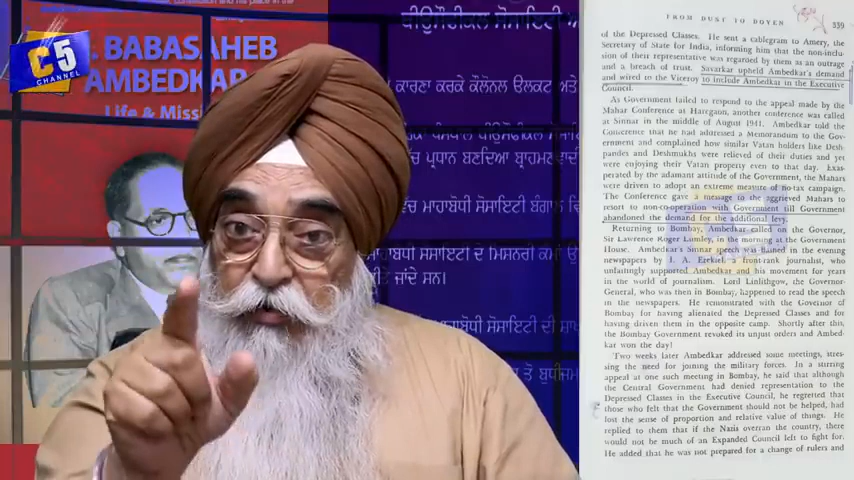 C5
CHANNEL
BABASAHEB
AMBEDKAR
Life & Mission
ਥੀਓਸੋਫੀਕਲ ਸੋਸਾਇਟੀ
ਕਾਰਣਾ ਕਰਕੇ ਕੌਲੋਨਲ ਓਲਕਟ ਅਤੇ
ਪ੍ਰਧਾਨ ਬਣਦਿਆ ਬ੍ਰਾਹਮਣਵਾਦੀ
ਮਾਹਾਬੋਧੀ ਸੋਸਾਇਟੀ ਬੰਗਾਲ
ਮਾਹਾਬੋਧੀ ਸੋਸਾਇਟੀ ਦੇ ਮਿਸ਼ਨਰੀ
ਜਾਂਦੇ ਸਨ।
ਮਾਹਾਬੋਧੀ ਸੋਸਾਇਟੀ ਦੀ
FROM DUST TO DOYEN 339
of the Depressed Classes. He sent a cablegram to Amery, the
Secretary of State for India, informing him that the non-inclu-
sion of their representative was regarded by them as an outrage
and a breach of trust. Savarkar upheld Ambedkar's demand
and wired to the Viceroy to include Ambedkar in the Executive
Council.
As Government failed to respond to the appeal made by the
Mahar Conference at Haregaon, another conference was called
at Sinnar in the middle of August 1941. Ambedkar told the
Conference that he had addressed a Memorandum to the Gov-
ernment and complained how similar Vatan holders like Desh-
pandes and Deshmukhs were relieved of their duties and yet
were enjoying their Vatan property even to that day. Exas-
perated by the adamant attitude of the Government, the Mahars
were driven to adopt an extreme measure of no-tax campaign.
The Conference gave a message to the aggrieved Mahars to
resort to non-cooperation with Government till Government
abandoned the demand for the additional levy.
Returning to Bombay, Ambedkar called on the Governor,
Sir Lawrence Roger Lumley, in the morning at the Government
House. Ambedkar's Sinnar speech was flashed in the evening
newspapers by J. A. Ezekiel, a front-rank journalist, who
unfailingly supported Ambedkar and his movement for years
in the world of journalism. Lord Linlithgow, the Governor-
General, who was then in Bombay, happened to read the speech
in the newspapers. He remonstrated with the Governor of
Bombay for having alienated the Depressed Classes and for
having driven them in the opposite camp. Shortly after this,
the Bombay Government revoked its unjust orders and Ambed-
kar won the day!
Two weeks later Ambedkar addressed some meetings, stres-
sing the need for joining the military forces. In a stirring
appeal at one such meeting in Bombay, he said that although
the Central Government had denied representation to the
Depressed Classes in the Executive Council, he regretted that
those who felt that the Government should not be helped, had
lost the sense of proportion and relative value of things. He
replied to them that if the Nazis overran the country, there
would not be much of an Expanded Council left to fight for.
He added that he was not prepared for a change of rulers and